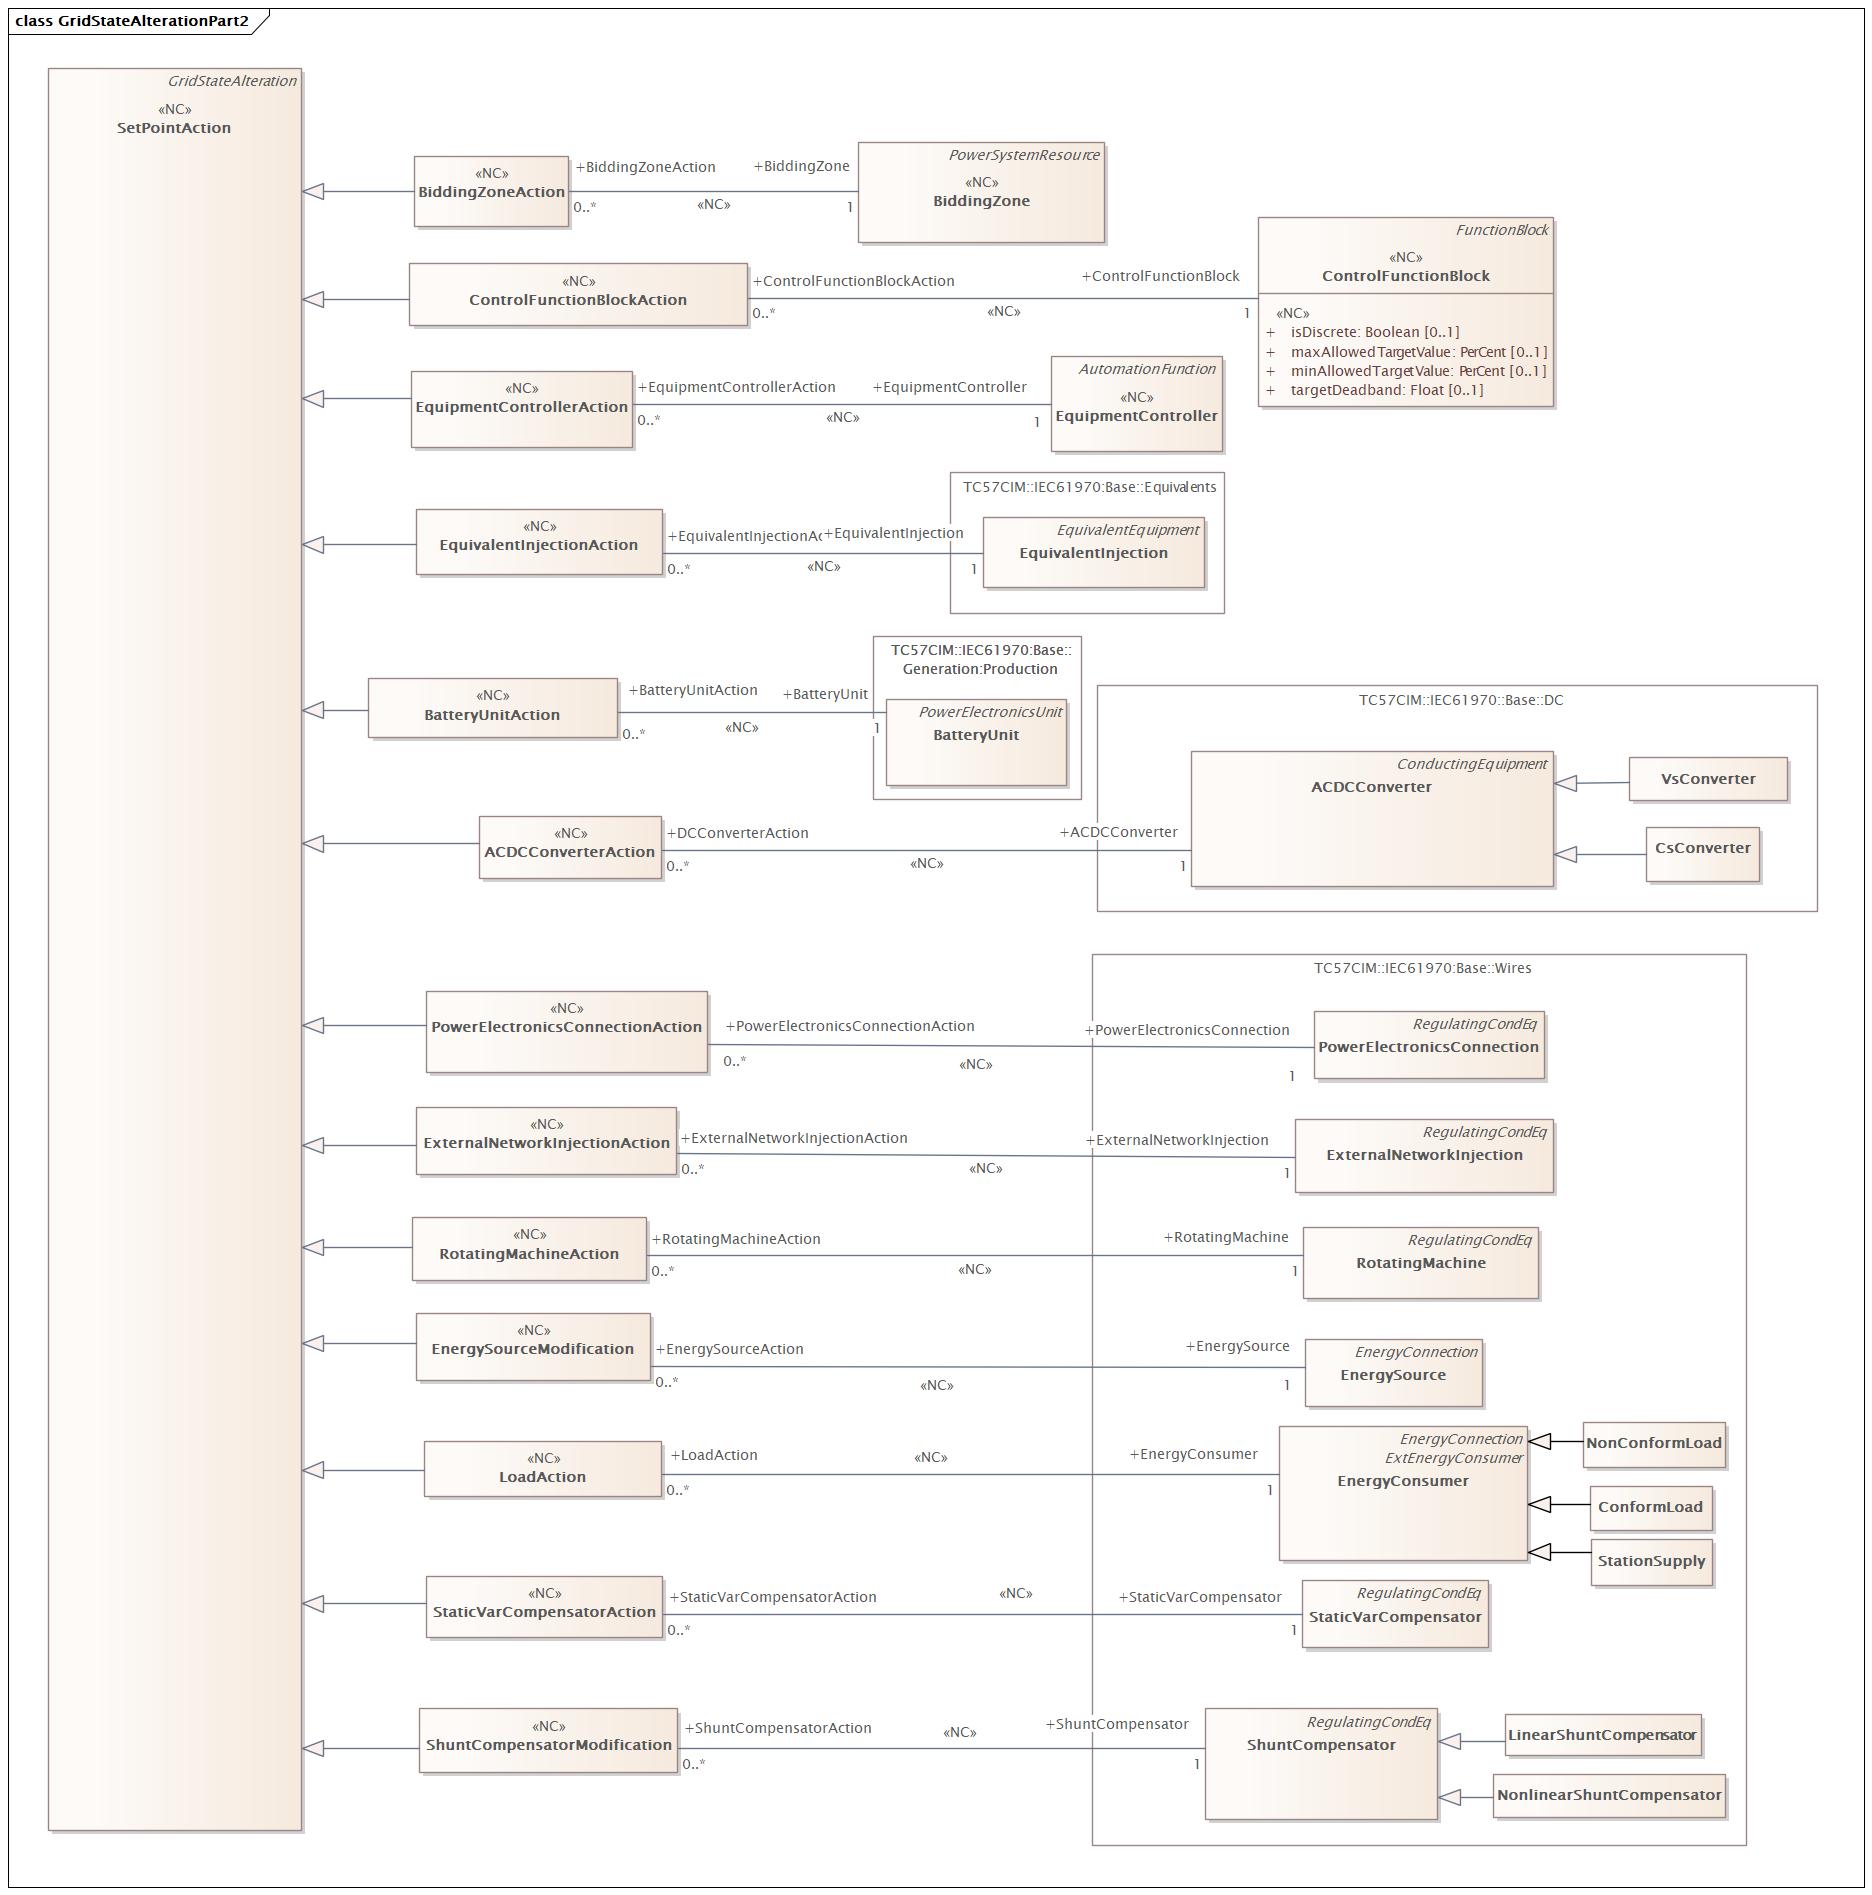 class GridStateAlterationPart2
GridStateAlteration
«NC»
SetPointAction
«NC»
BiddingZoneAction
+BiddingZoneAction
0..*
«NC»
+BiddingZone
1
PowerSystemResource
«NC»
BiddingZone
«NC»
ControlFunctionBlockAction
+ControlFunctionBlockAction
0..*
«NC»
+ControlFunctionBlock
1
FunctionBlock
«NC»
ControlFunctionBlock
«NC»
+ isDiscrete: Boolean [0..1]
+ maxAllowedTargetValue: PerCent [0..1]
+ minAllowedTargetValue: PerCent [0..1]
+ targetDeadband: Float [0..1]
«NC»
EquipmentControllerAction
+EquipmentControllerAction
0..*
«NC»
+EquipmentController
1
AutomationFunction
«NC»
EquipmentController
TC57CIM::IEC61970:Base::Equivalents
«NC»
EquivalentInjectionAction
+EquivalentInjectionAc
0..*
«NC»
+EquivalentInjection
1
EquivalentEquipment
EquivalentInjection
TC57CIM::IEC61970:Base::
Generation:Production
«NC»
BatteryUnitAction
+BatteryUnitAction
0..*
«NC»
+BatteryUnit
1
PowerElectronicsUnit
BatteryUnit
TC57CIM::IEC61970::Base::DC
«NC»
ACDCConverterAction
+DCConverterAction
0..*
«NC»
+ACDCConverter
1
ConductingEquipment
ACDCConverter
VsConverter
CsConverter
TC57CIM::IEC61970:Base::Wires
«NC»
PowerElectronicsConnectionAction
+PowerElectronicsConnectionAction
0..*
«NC»
+PowerElectronicsConnection
1
RegulatingCondEq
PowerElectronicsConnection
«NC»
ExternalNetworkInjectionAction
+ExternalNetworkInjectionAction
0..*
«NC»
+ExternalNetworkInjection
1
RegulatingCondEq
ExternalNetworkInjection
«NC»
RotatingMachineAction
+RotatingMachineAction
0..*
«NC»
+RotatingMachine
1
RegulatingCondEq
RotatingMachine
«NC»
EnergySourceModification
+EnergySourceAction
0..*
«NC»
+EnergySource
1
EnergyConnection
EnergySource
«NC»
LoadAction
+LoadAction
0..*
«NC»
+EnergyConsumer
1
EnergyConnection
ExtEnergyConsumer
EnergyConsumer
NonConformLoad
ConformLoad
StationSupply
«NC»
StaticVarCompensatorAction
+StaticVarCompensatorAction
0..*
«NC»
+StaticVarCompensator
1
RegulatingCondEq
StaticVarCompensator
«NC»
ShuntCompensatorModification
+ShuntCompensatorAction
0..*
«NC»
+ShuntCompensator
1
RegulatingCondEq
ShuntCompensator
LinearShuntCompensator
NonlinearShuntCompensator